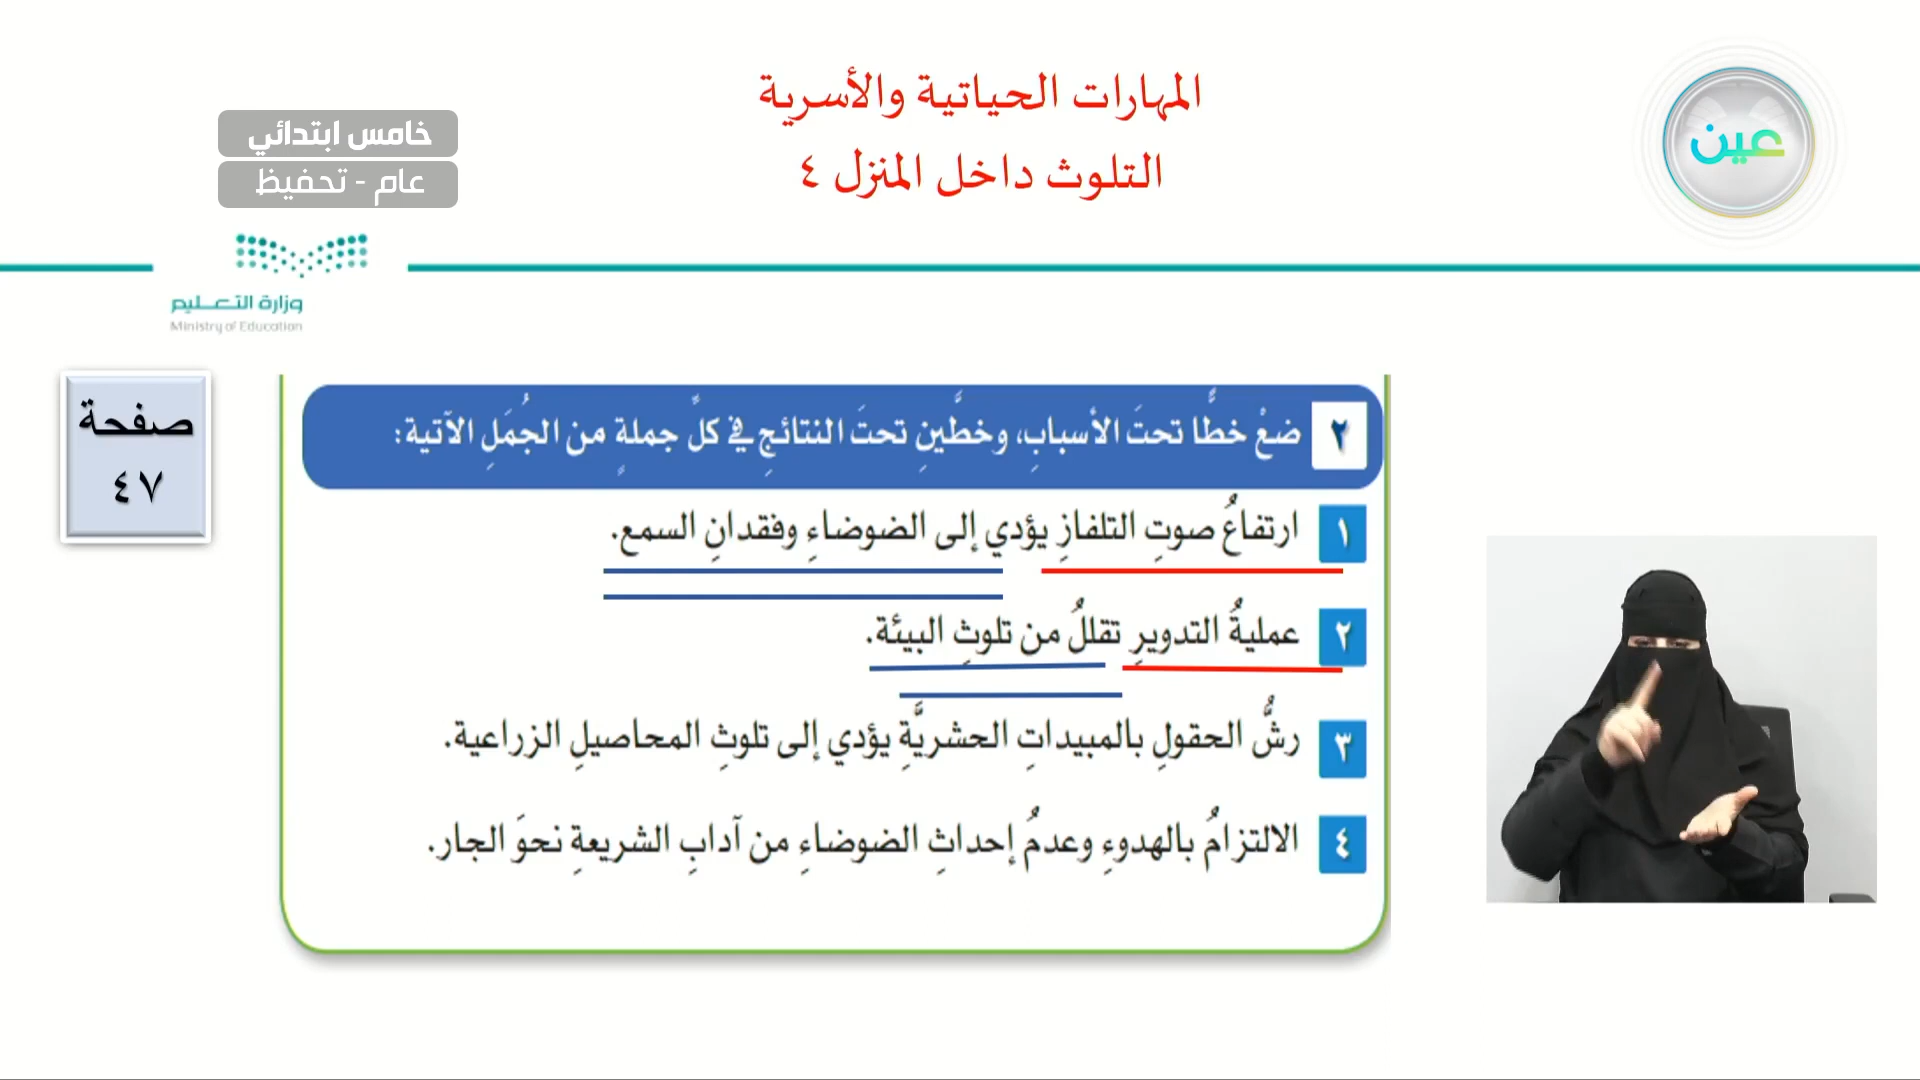 المهارات الحياتية والأسرية
التلوث داخل المنزل ٤
عين
خامس ابتدائي
عام - تحفيظ
وزارة التعليم
Ministry of Education
صفحة
٤٧
٢ ضعْ خطًّا تحتَ الأسبابِ، وخطَّينِ تحتَ النتائجِ في كلِّ جملةٍ من الجُمَلِ الآتية:
١ ارتفاعُ صوتِ التلفازِ يؤدي إلى الضوضاءِ وفقدانِ السمع.
٢ عمليةُ التدويرِ تقللُ من تلوثِ البيئة.
٣ رشُّ الحقولِ بالمبيداتِ الحشريَّةِ يؤدي إلى تلوثِ المحاصيلِ الزراعية.
٤ الالتزامُ بالهدوءِ وعدمُ إحداثِ الضوضاءِ من آدابِ الشريعةِ نحوَ الجار.